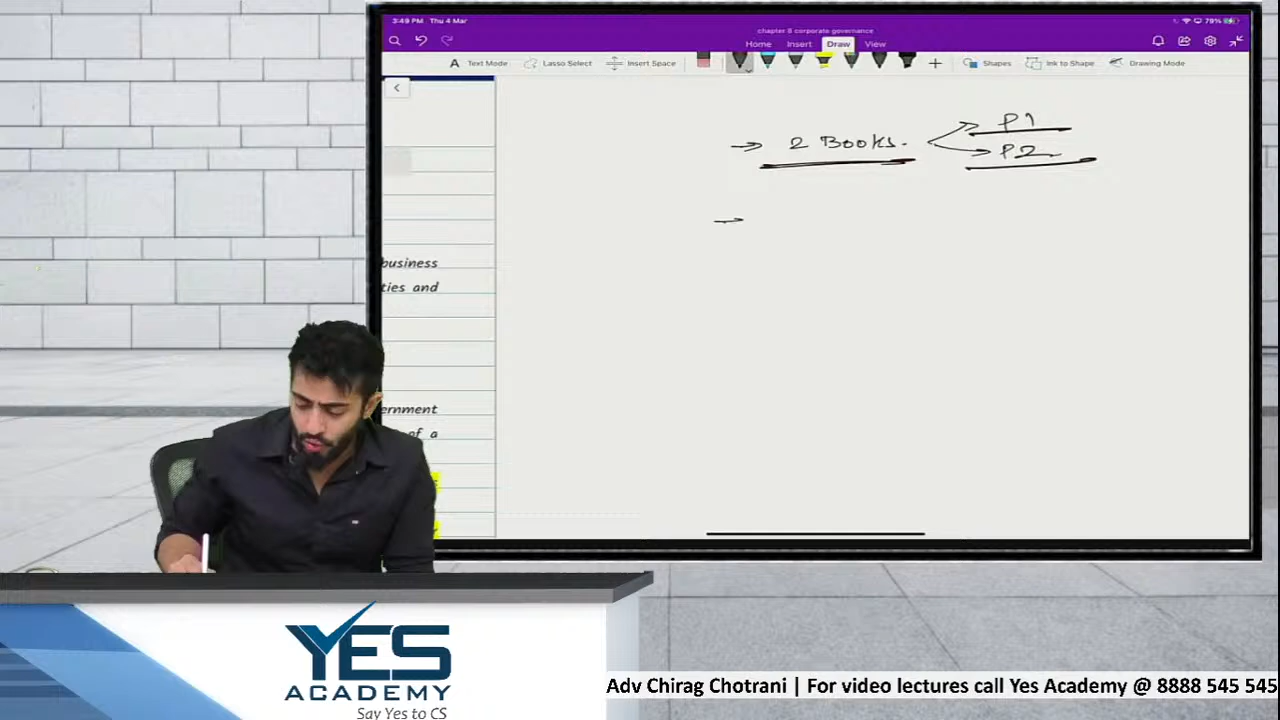 3:49 PM Thu 4 Mar
79%
chapter 8 corporate governance
Home Insert Draw View
Text Mode Lasso Select Insert Space Shapes Ink to Shape Drawing Mode
→ 2 Books. P1
P2
business
ties and
ernment
of a
YES
ACADEMY
Say Yes to CS
Adv Chirag Chotrani | For video lectures call Yes Academy @ 8888 545 545